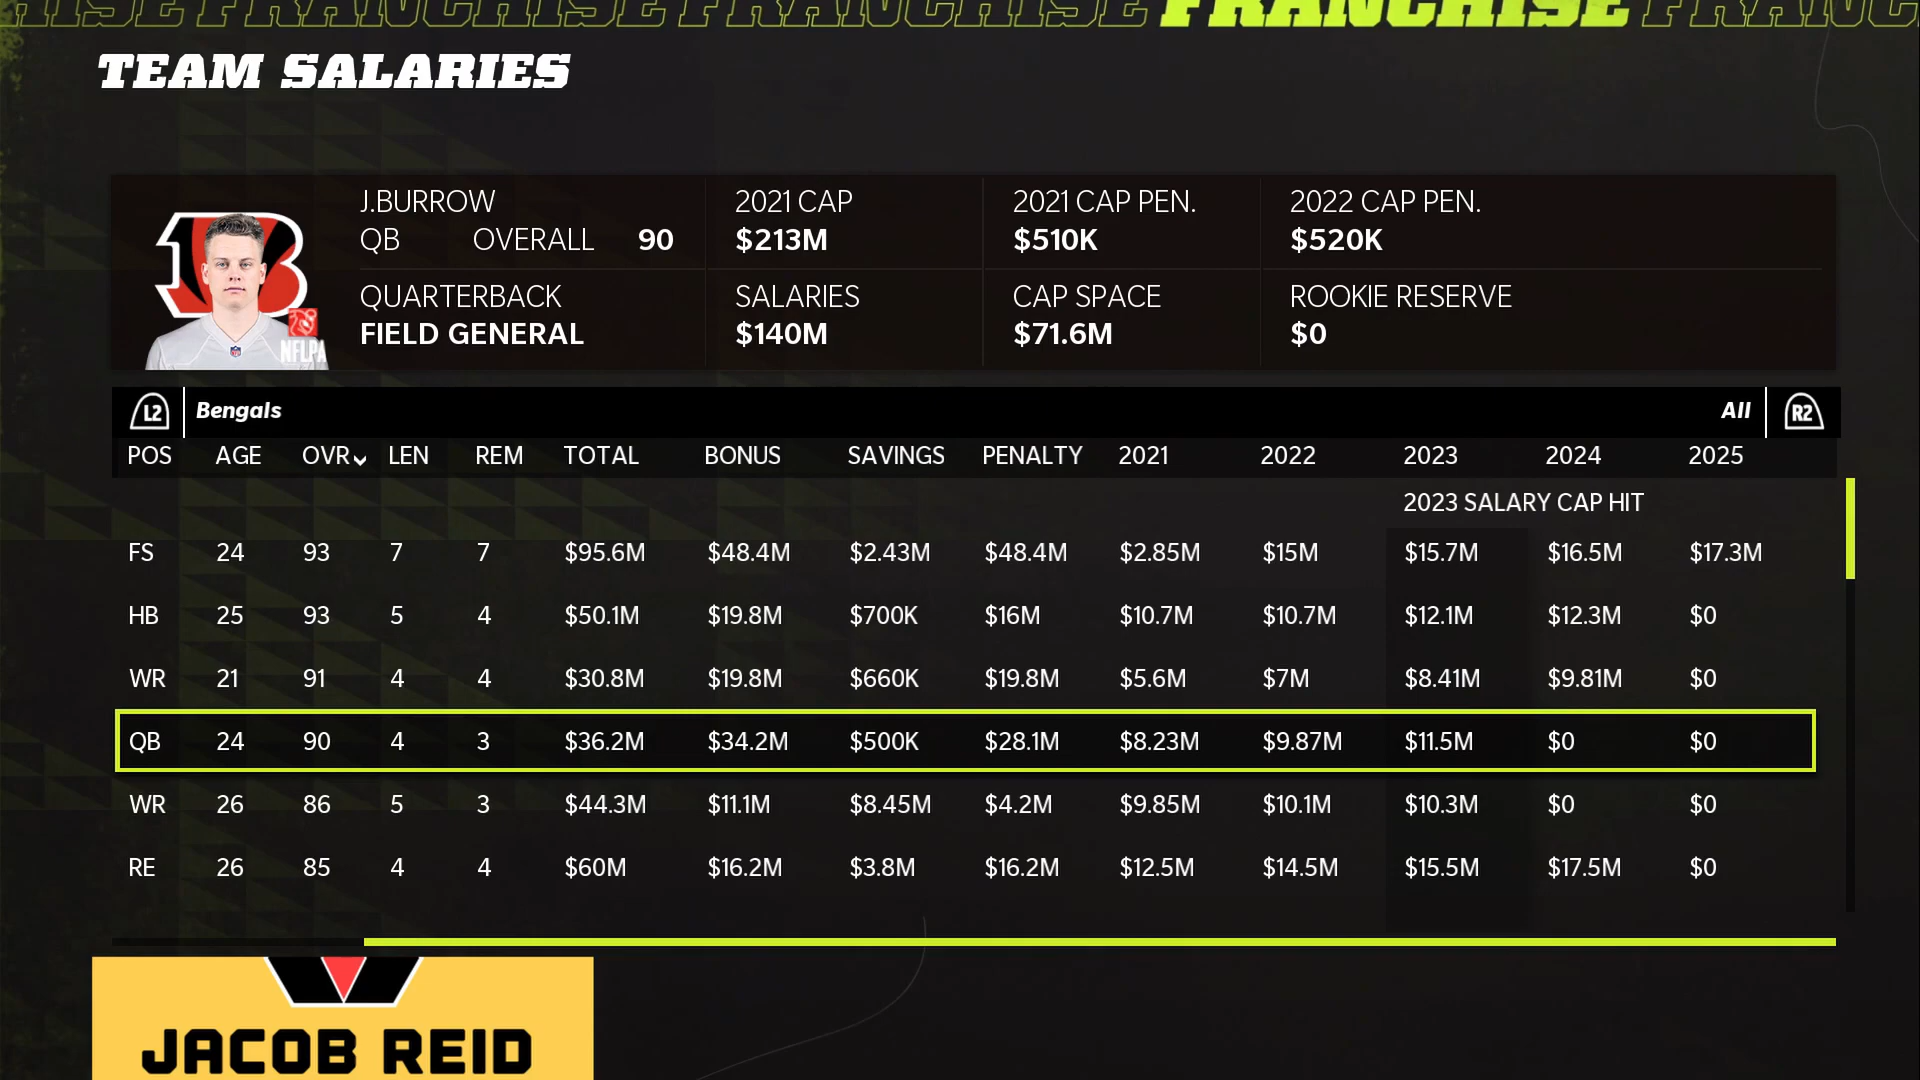 HISE FRANCHISE FRANCHISE FRANCHISE FRANC
TEAM SALARIES
J.BURROW
QB OVERALL 90
QUARTERBACK
FIELD GENERAL
2021 CAP
$213M
SALARIES
$140M
2021 CAP PEN.
$510K
CAP SPACE
$71.6M
2022 CAP PEN.
$520K
ROOKIE RESERVE
$0
NFLPA
L2 Bengals All R2
POS AGE OVR LEN REM TOTAL BONUS SAVINGS PENALTY 2021 2022 2023 2024 2025
2023 SALARY CAP HIT
FS 24 93 7 7 $95.6M $48.4M $2.43M $48.4M $2.85M $15M $15.7M $16.5M $17.3M
HB 25 93 5 4 $50.1M $19.8M $700K $16M $10.7M $10.7M $12.1M $12.3M $0
WR 21 91 4 4 $30.8M $19.8M $660K $19.8M $5.6M $7M $8.41M $9.81M $0
QB 24 90 4 3 $36.2M $34.2M $500K $28.1M $8.23M $9.87M $11.5M $0 $0
WR 26 86 5 3 $44.3M $11.1M $8.45M $4.2M $9.85M $10.1M $10.3M $0 $0
RE 26 85 4 4 $60M $16.2M $3.8M $16.2M $12.5M $14.5M $15.5M $17.5M $0
JACOB REID